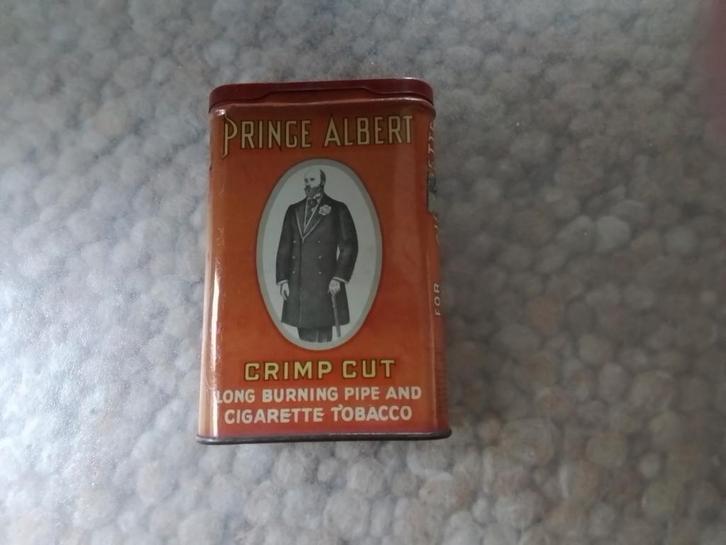 PRINCE ALBERT
CRIMP CUT
LONG BURNING PIPE AND
CIGARETTE TOBACCO
FOR